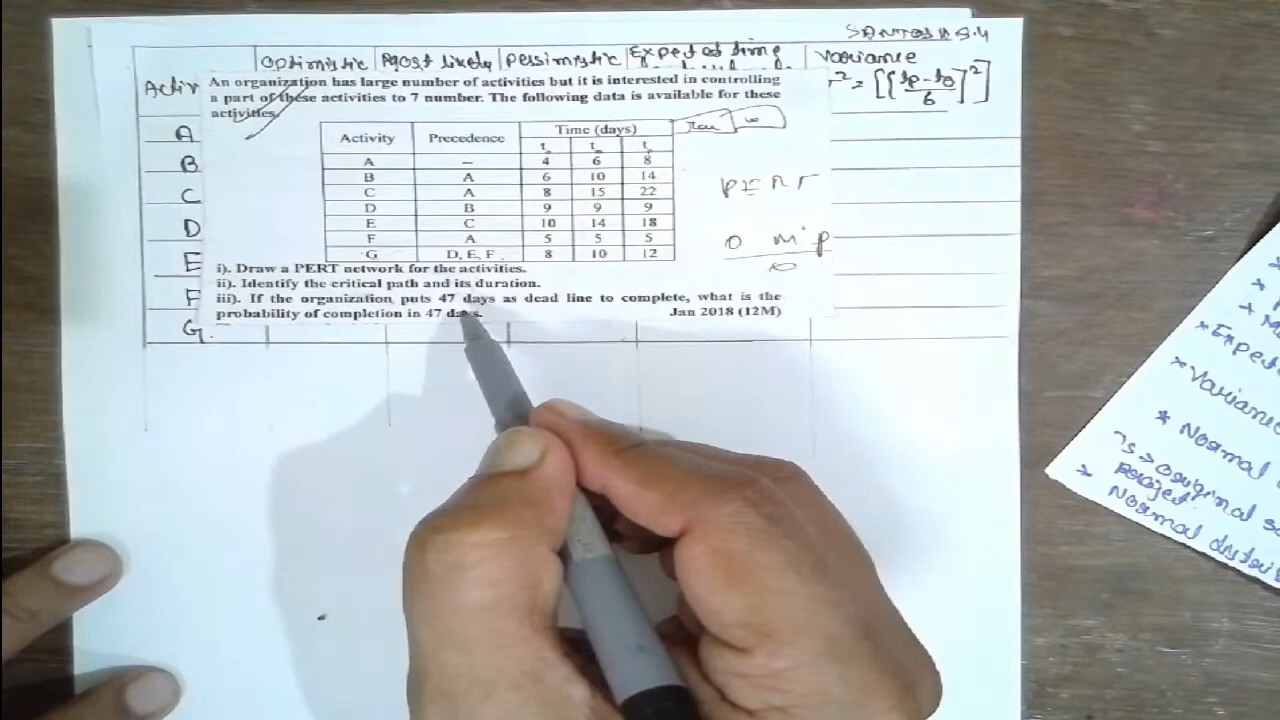 SANTOSH S.Y
optimistic Most likely pessimistic Expected time Variance
Activ
An organization has large number of activities but it is interested in controlling
a part of these activities to 7 number. The following data is available for these
activities.
Activity Precedence Time (days)
t t t
A – 4 6 8
B A 6 10 14
C A 8 15 22
D B 9 9 9
E C 10 14 18
F A 5 5 5
G D, E, F 8 10 12
i). Draw a PERT network for the activities.
ii). Identify the critical path and its duration.
iii). If the organization puts 47 days as dead line to complete, what is the
probability of completion in 47 days.
Jan 2018 (12M)
A
B
C
D
E
F
G.
PERT
O M P
* Expect
* Variance
* Normal
Ts → original s
Project
* Normal